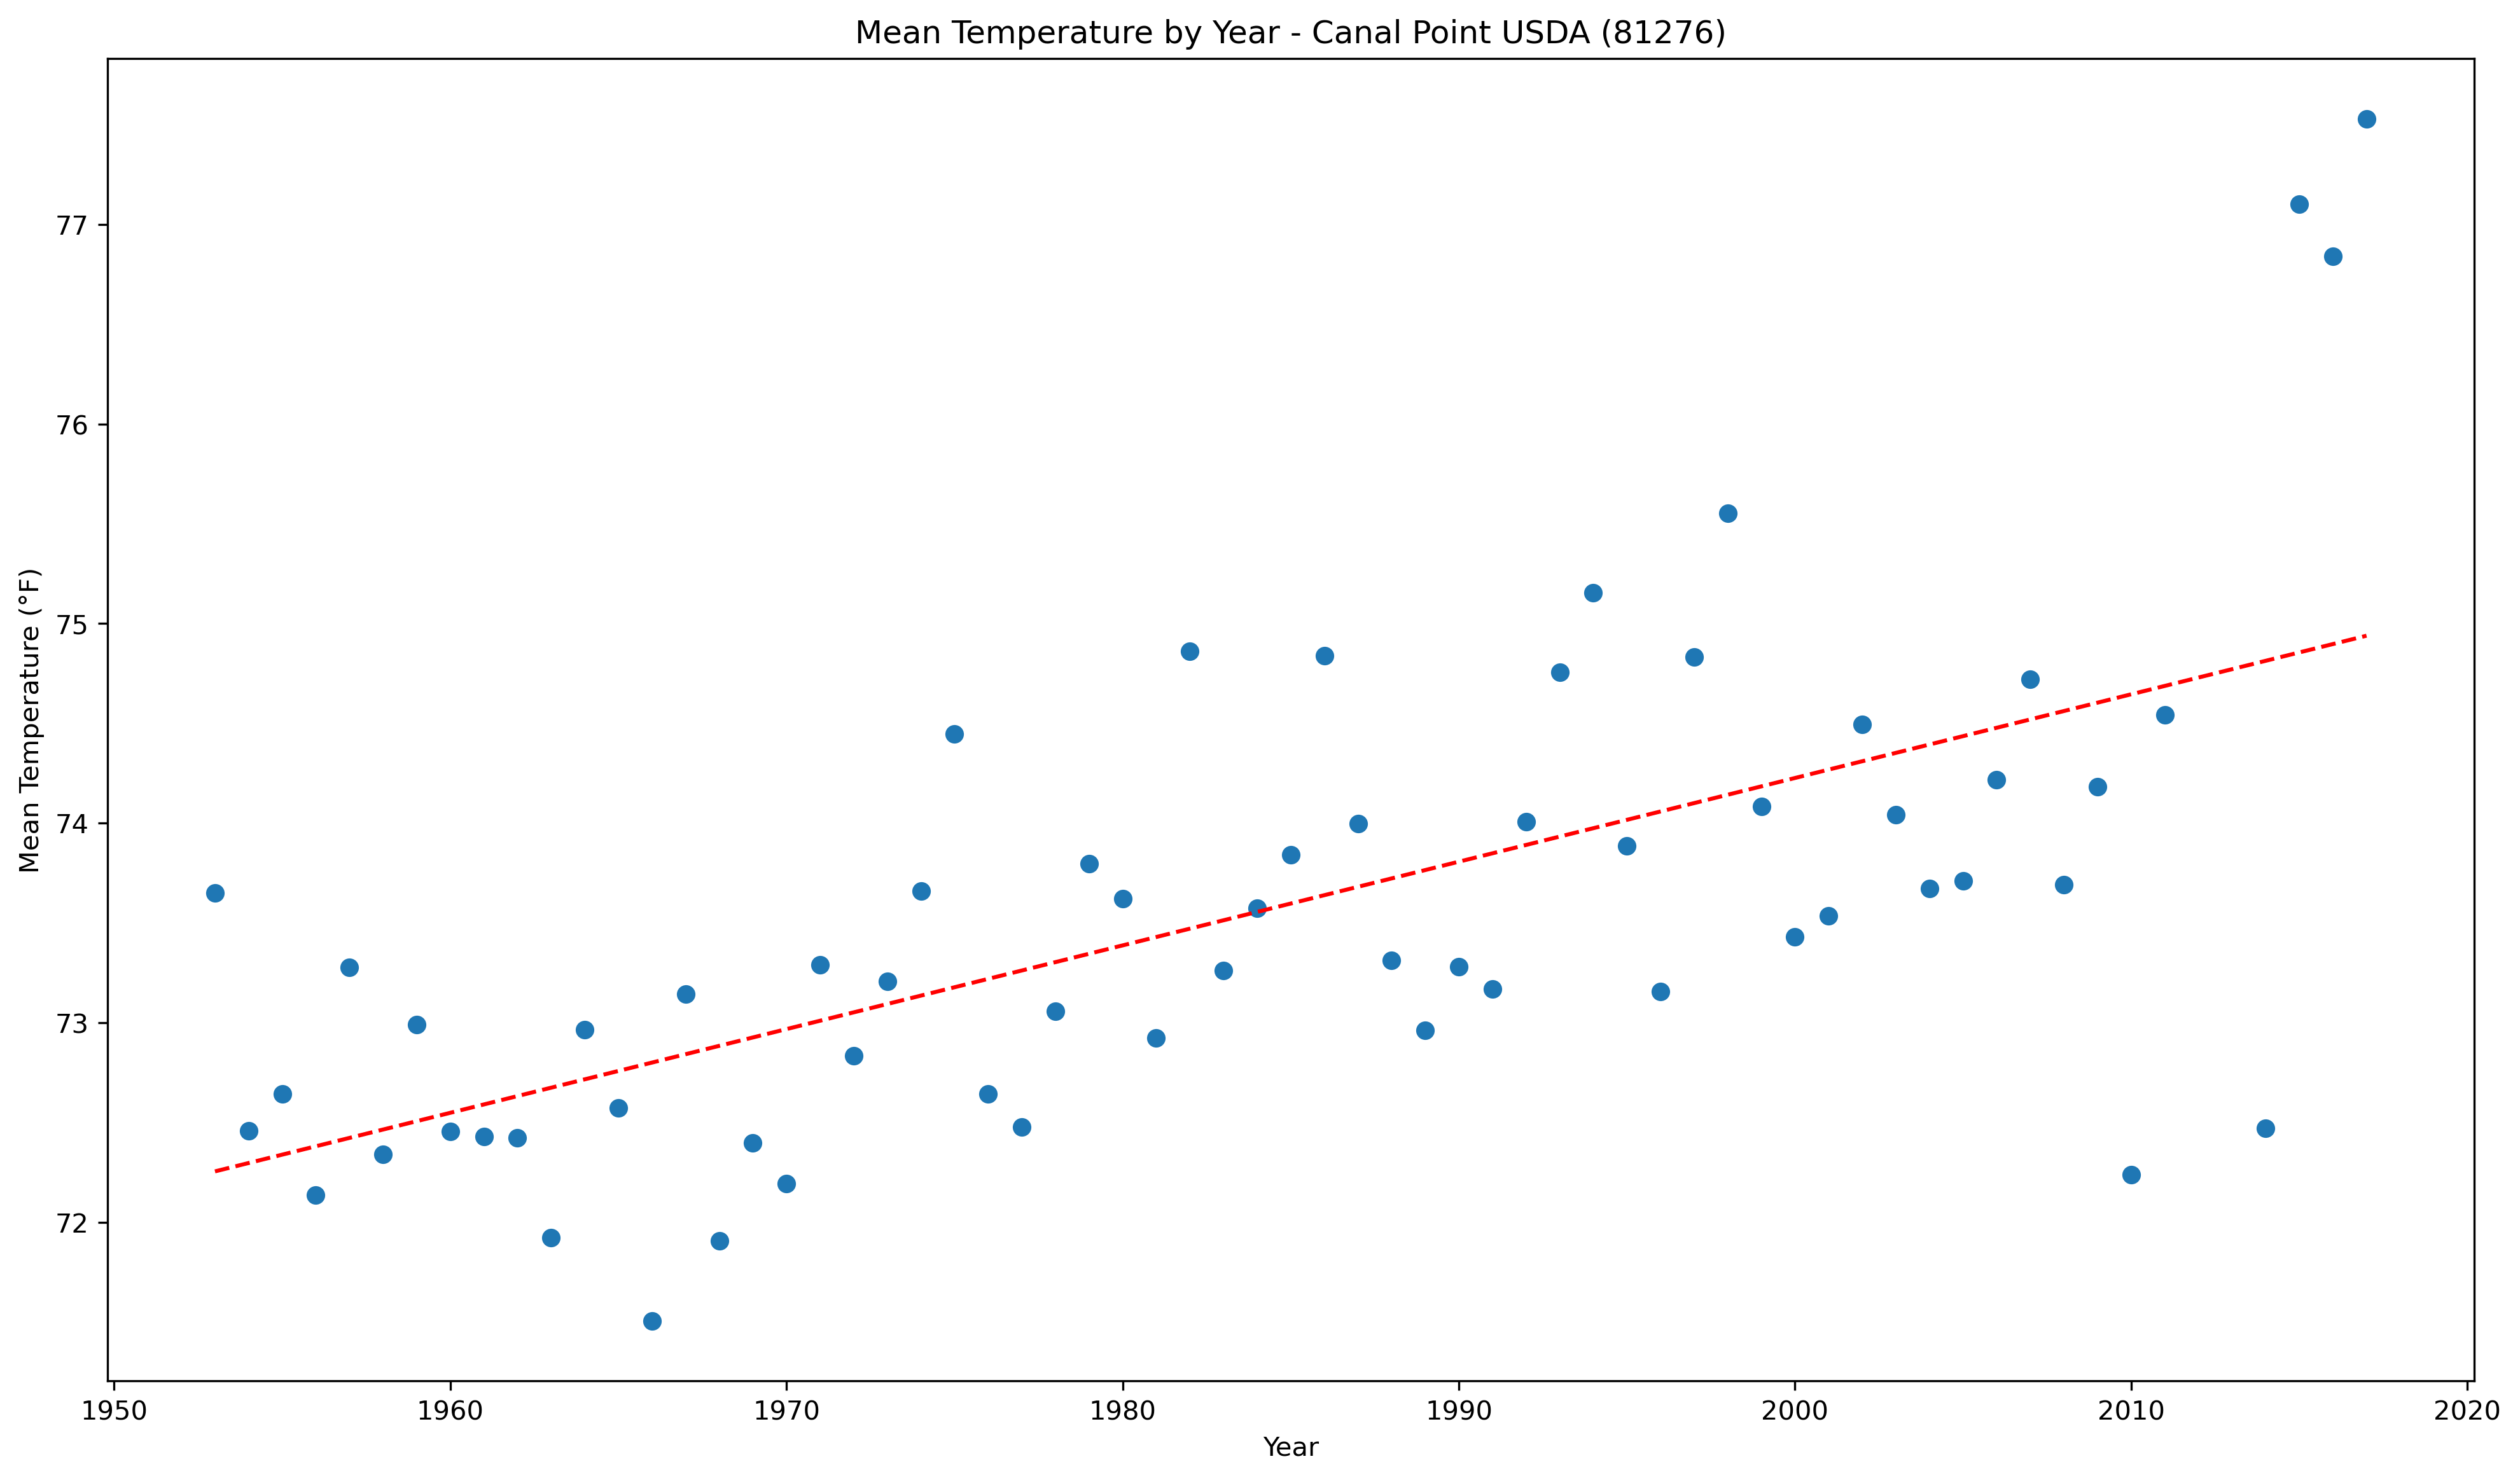 Mean Temperature by Year - Canal Point USDA (81276)
Mean Temperature (°F)
77
76
75
74
73
72
1950 1960 1970 1980 1990 2000 2010 2020
Year